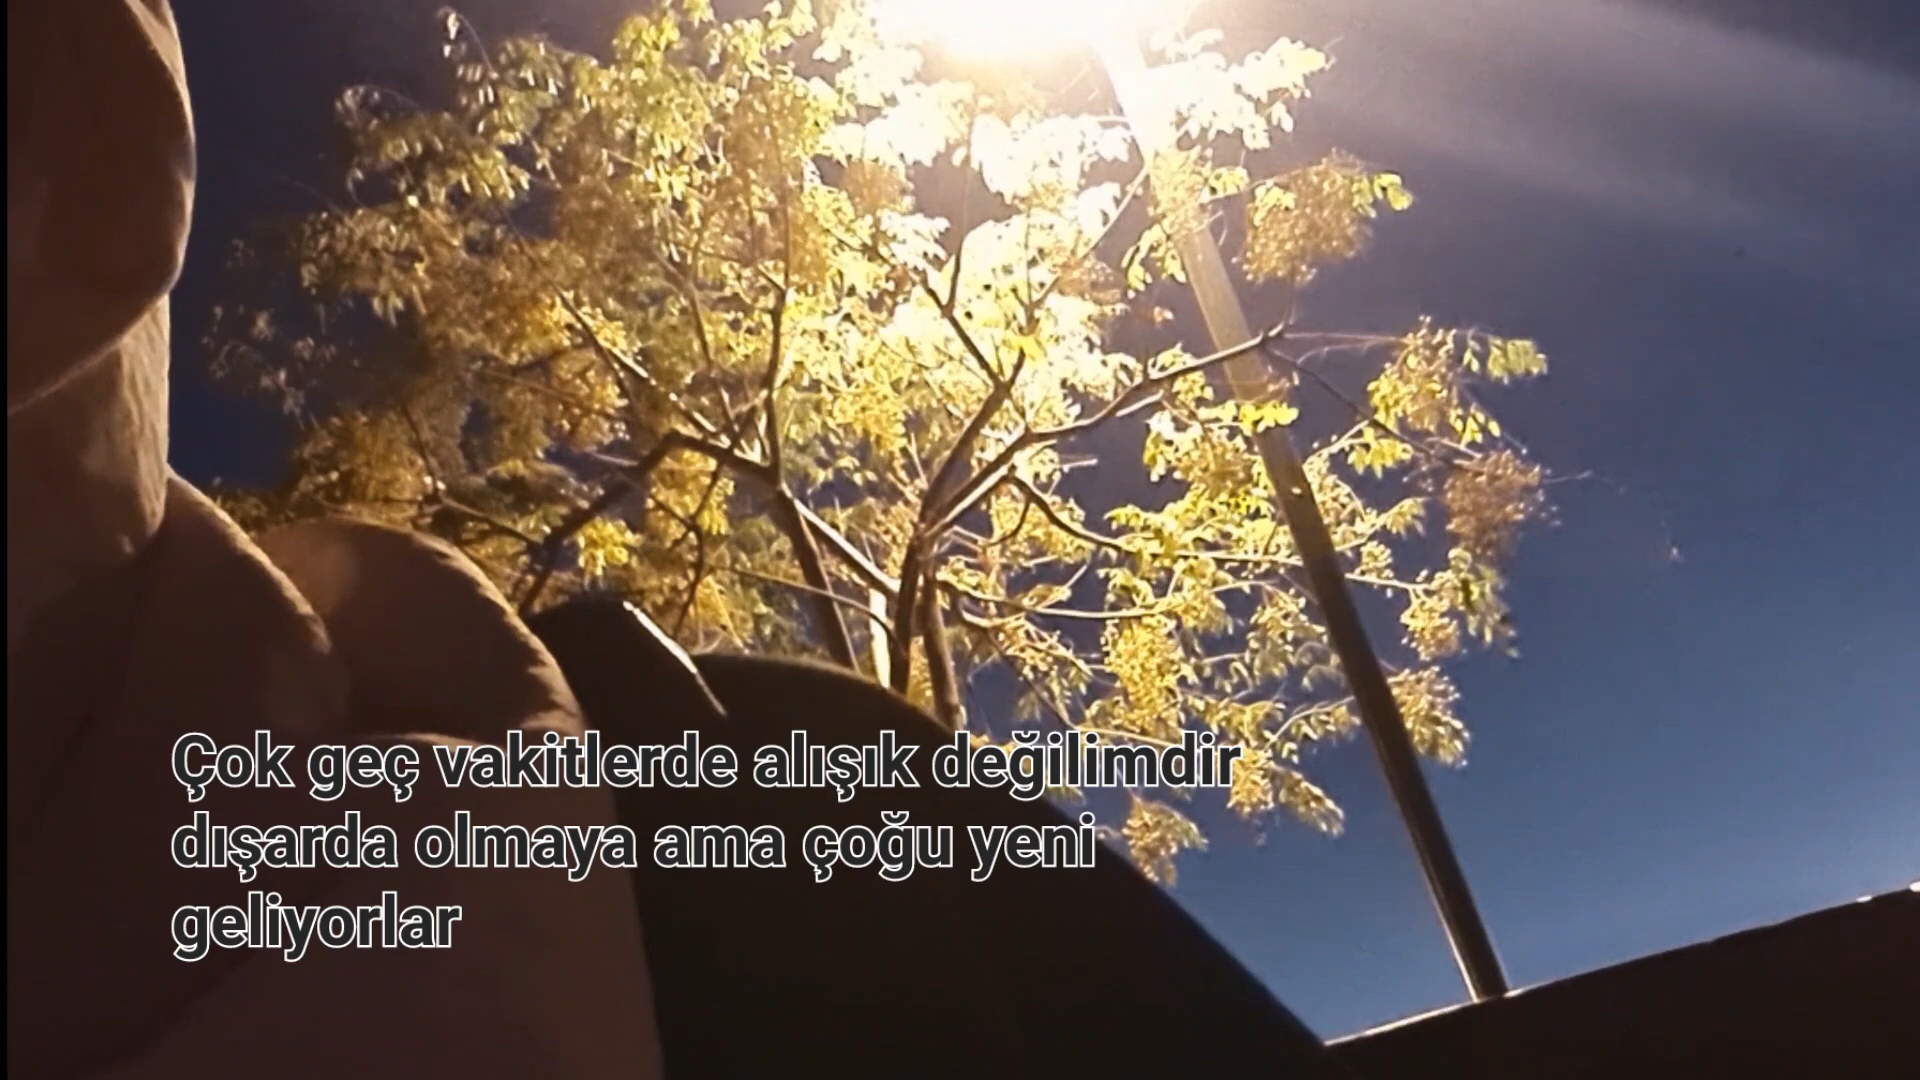 Çok geç vakitlerde alışık değilimdir
dışarda olmaya ama çoğu yeni
geliyorlar